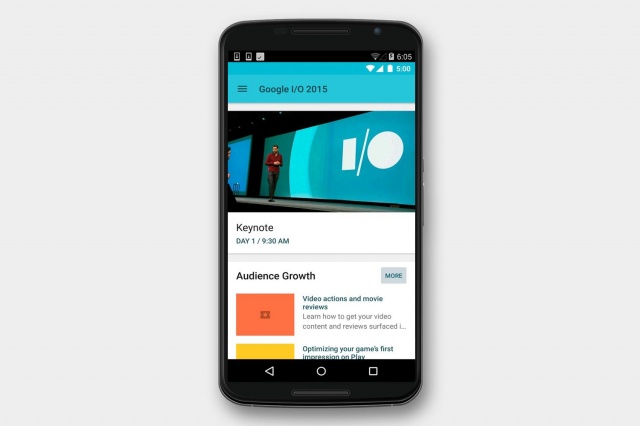 6:05
5:00
Google I/O 2015
I/O
Keynote
DAY 1 / 9:30 AM
Audience Growth
MORE
Video actions and movie
reviews
Learn how to get your video
content and reviews surfaced i...
Optimizing your game's first
impression on Play